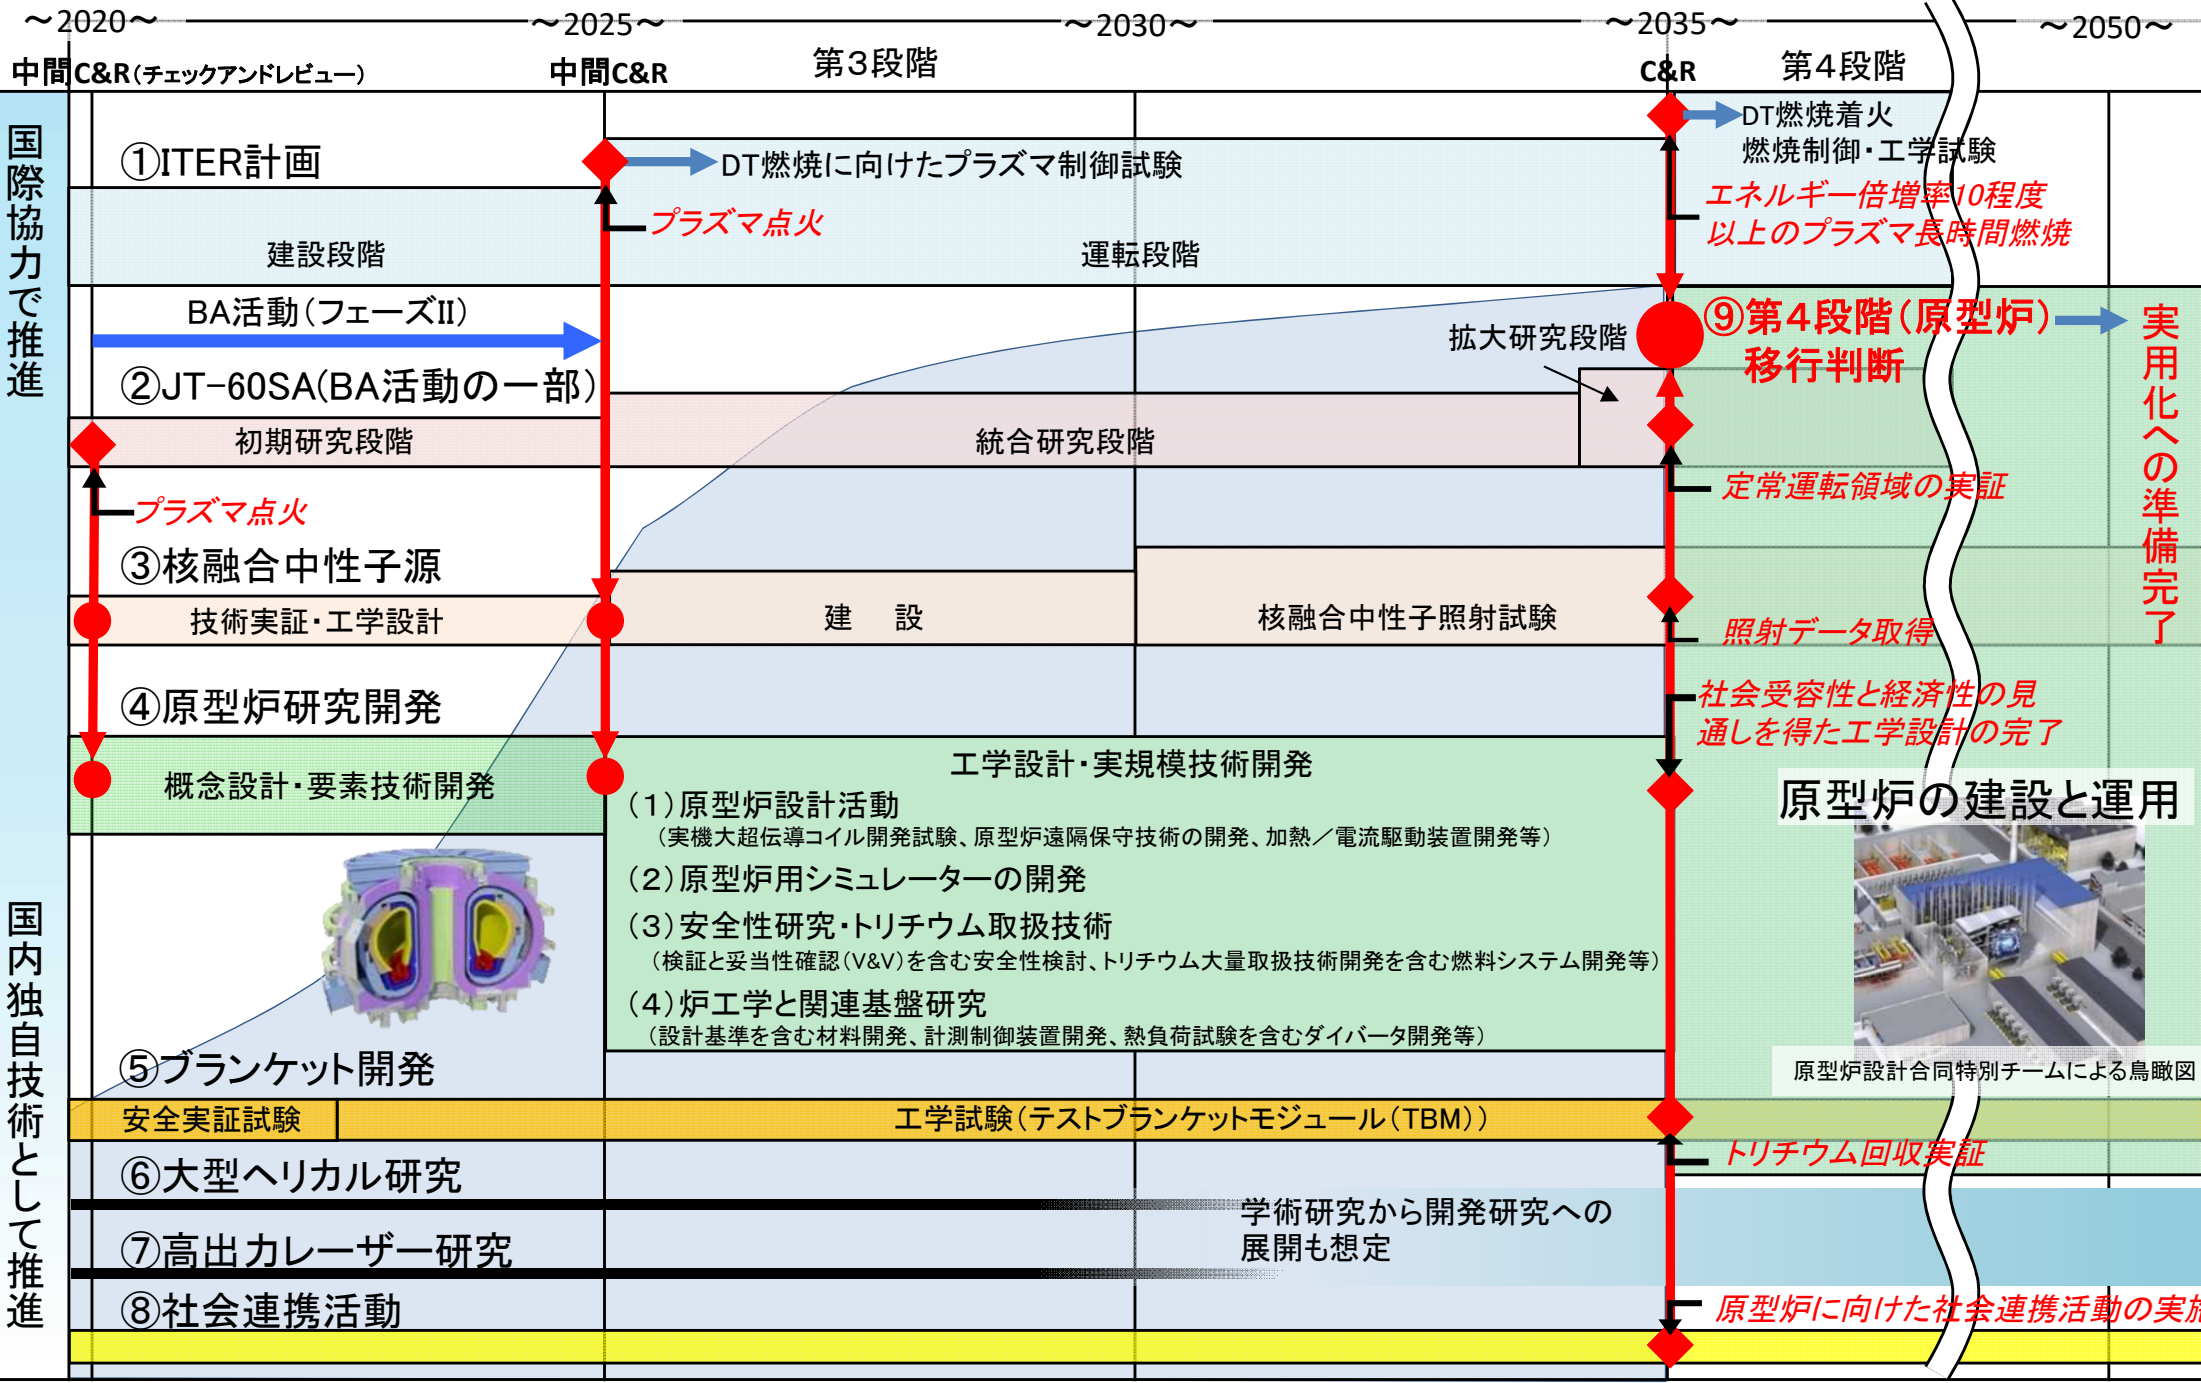 ～2020～
～2025～
～2030～
～2035～
～2050～
中間C&R(チェックアンドレビュー)
中間C&R
第3段階
C&R
第4段階
国際協力で推進
①ITER計画
DT燃焼に向けたプラズマ制御試験
DT燃焼着火
燃焼制御・工学試験
プラズマ点火
エネルギー倍増率10程度
以上のプラズマ長時間燃焼
建設段階
運転段階
BA活動(フェーズII)
②JT-60SA(BA活動の一部)
拡大研究段階
⑨第4段階(原型炉)
移行判断
実用化への準備完了
初期研究段階
統合研究段階
定常運転領域の実証
プラズマ点火
③核融合中性子源
技術実証・工学設計
建　設
核融合中性子照射試験
照射データ取得
④原型炉研究開発
社会受容性と経済性の見
通しを得た工学設計の完了
概念設計・要素技術開発
工学設計・実規模技術開発
(1)原型炉設計活動
(実機大超伝導コイル開発試験、原型炉遠隔保守技術の開発、加熱／電流駆動装置開発等)
(2)原型炉用シミュレーターの開発
(3)安全性研究・トリチウム取扱技術
(検証と妥当性確認(V&V)を含む安全性検討、トリチウム大量取扱技術開発を含む燃料システム開発等)
(4)炉工学と関連基盤研究
(設計基準を含む材料開発、計測制御装置開発、熱負荷試験を含むダイバータ開発等)
原型炉の建設と運用
原型炉設計合同特別チームによる鳥瞰図
国内独自技術として推進
⑤ブランケット開発
安全実証試験
工学試験(テストブランケットモジュール(TBM))
トリチウム回収実証
⑥大型ヘリカル研究
学術研究から開発研究への
展開も想定
⑦高出力レーザー研究
⑧社会連携活動
原型炉に向けた社会連携活動の実施